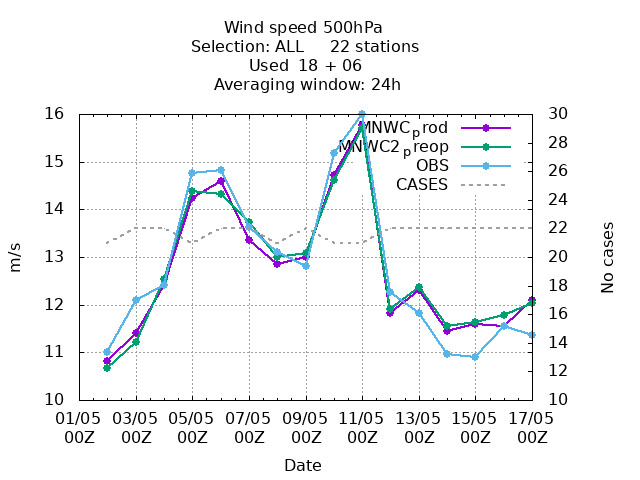 Wind speed 500hPa
Selection: ALL 22 stations
Used 18 + 06
Averaging window: 24h
16
15
14
13
12
11
10
m/s
30
28
26
24
22
20
18
16
14
12
10
No cases
MNWCprod
MNWC2preop
OBS
CASES
01/05 03/05 05/05 07/05 09/05 11/05 13/05 15/05 17/05
00Z 00Z 00Z 00Z 00Z 00Z 00Z 00Z 00Z
Date